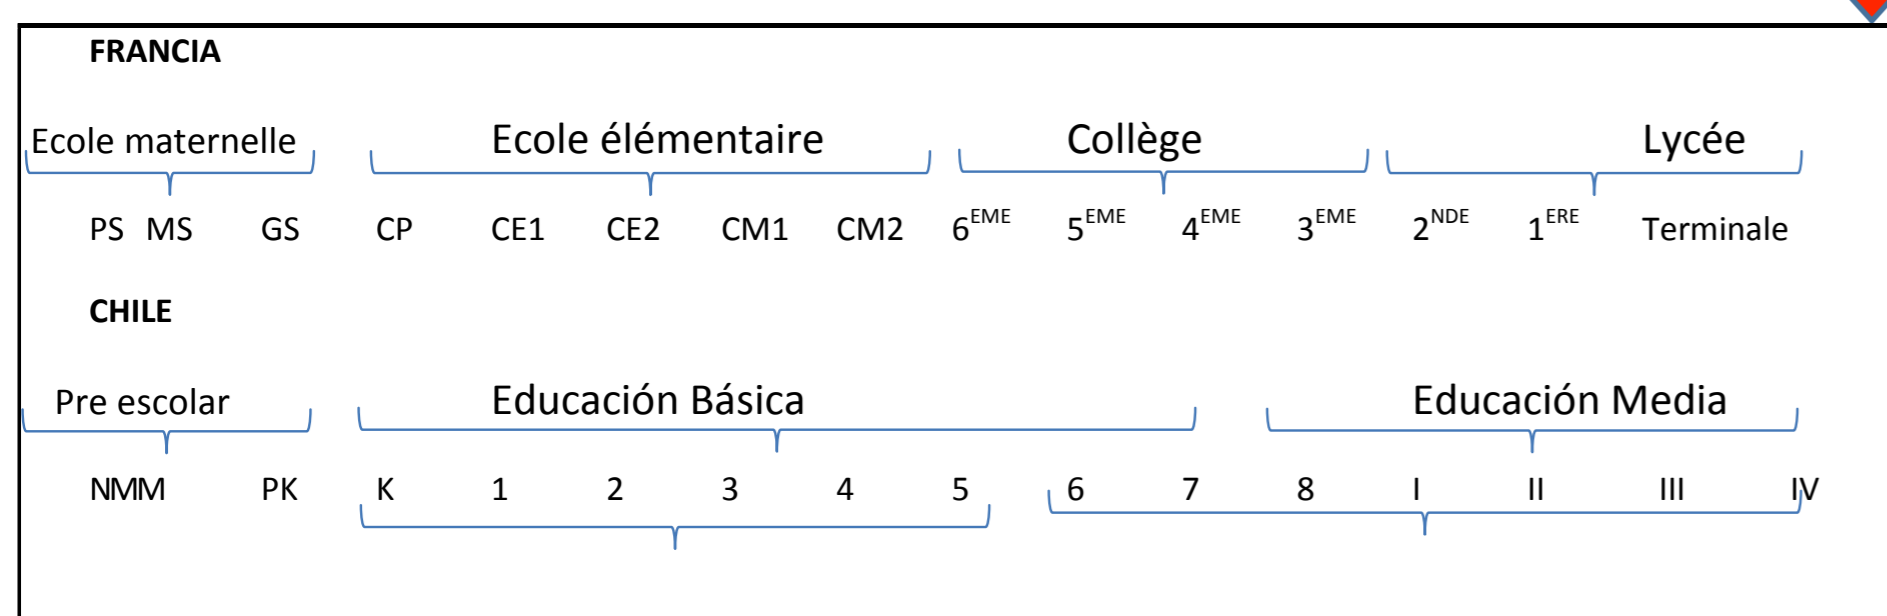 FRANCIA
Ecole maternelle Ecole élémentaire Collège Lycée
PS MS GS CP CE1 CE2 CM1 CM2 6EME 5EME 4EME 3EME 2NDE 1ERE Terminale
CHILE
Pre escolar Educación Básica Educación Media
NMM PK K 1 2 3 4 5 6 7 8 I II III IV